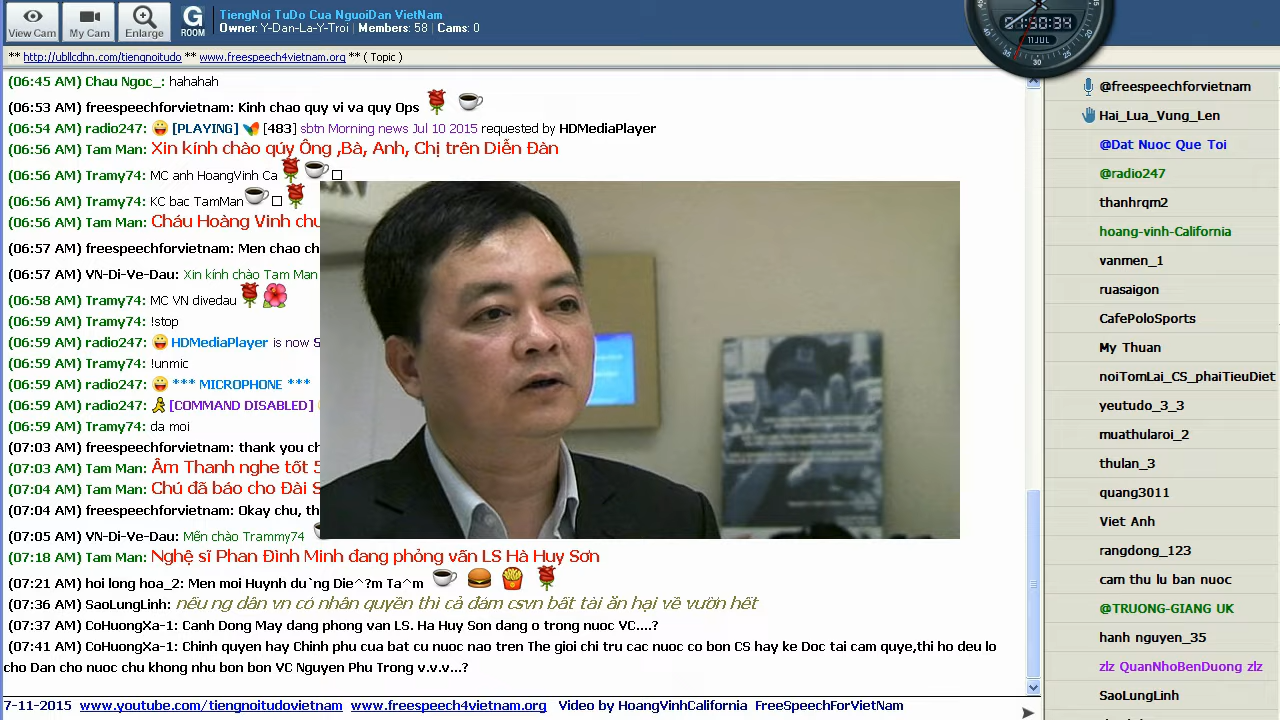 View Cam
My Cam
Enlarge
G ROOM
TiengNoi TuDo Cua NguoiDan VietNam
Owner: Y-Dan-La-Y-Troi | Members: 58 | Cams: 0
45
20
01:50:34
11 JUL
35
30
25
** http://ubllcdhn.com/tiengnoitudo ** www.freespeech4vietnam.org ** ( Topic )
(06:45 AM) Chau Ngoc_: hahahah
(06:53 AM) freespeechforvietnam: Kinh chao quy vi va quy Ops
(06:54 AM) radio247: [PLAYING] [483] sbtn Morning news Jul 10 2015 requested by HDMediaPlayer
(06:56 AM) Tam Man: Xin kính chào qúy Ông ,Bà, Anh, Chị trên Diễn Đàn
(06:56 AM) Tramy74: MC anh HoangVinh Ca
(06:56 AM) Tramy74: KC bac TamMan
(06:56 AM) Tam Man: Cháu Hoàng Vinh chu
(06:57 AM) freespeechforvietnam: Men chao ch
(06:57 AM) VN-Di-Ve-Dau: Xin kính chào Tam Man
(06:58 AM) Tramy74: MC VN divedau
(06:59 AM) Tramy74: !stop
(06:59 AM) radio247: HDMediaPlayer is now S
(06:59 AM) Tramy74: !unmic
(06:59 AM) radio247: *** MICROPHONE ***
(06:59 AM) radio247: [COMMAND DISABLED]
(06:59 AM) Tramy74: da moi
(07:03 AM) freespeechforvietnam: thank you ch
(07:03 AM) Tam Man: Âm Thanh nghe tốt 5
(07:04 AM) Tam Man: Chú đã báo cho Đài S
(07:04 AM) freespeechforvietnam: Okay chu, th
(07:05 AM) VN-Di-Ve-Dau: Mến chào Trammy74
(07:18 AM) Tam Man: Nghệ sĩ Phan Đình Minh đang phỏng vấn LS Hà Huy Sơn
(07:21 AM) hoi long hoa_2: Men moi Huynh du`ng Die^?m Ta^m
(07:36 AM) SaoLungLinh: nếu ng dân vn có nhân quyền thì cả đám csvn bất tài ăn hại về vườn hết
(07:37 AM) CoHuongXa-1: Canh Dong May dang phong van LS. Ha Huy Son dang o trong nuoc VC....?
(07:41 AM) CoHuongXa-1: Chinh quyen hay Chinh phu cua bat cu nuoc nao tren The gioi chi tru cac nuoc co bon CS hay ke Doc tai cam quye,thi ho deu lo
cho Dan cho nuoc chu khong nhu bon bon VC Nguyen Phu Trong v.v.v...?
@freespeechforvietnam
Hai_Lua_Vung_Len
@Dat Nuoc Que Toi
@radio247
thanhrqm2
hoang-vinh-California
vanmen_1
ruasaigon
CafePoloSports
My Thuan
noiTomLai_CS_phaiTieuDiet
yeutudo_3_3
muathularoi_2
thulan_3
quang3011
Viet Anh
rangdong_123
cam thu lu ban nuoc
@TRUONG-GIANG UK
hanh nguyen_35
zlz QuanNhoBenDuong zlz
SaoLungLinh
7-11-2015 www.youtube.com/tiengnoitudovietnam www.freespeech4vietnam.org Video by HoangVinhCalifornia FreeSpeechForVietNam